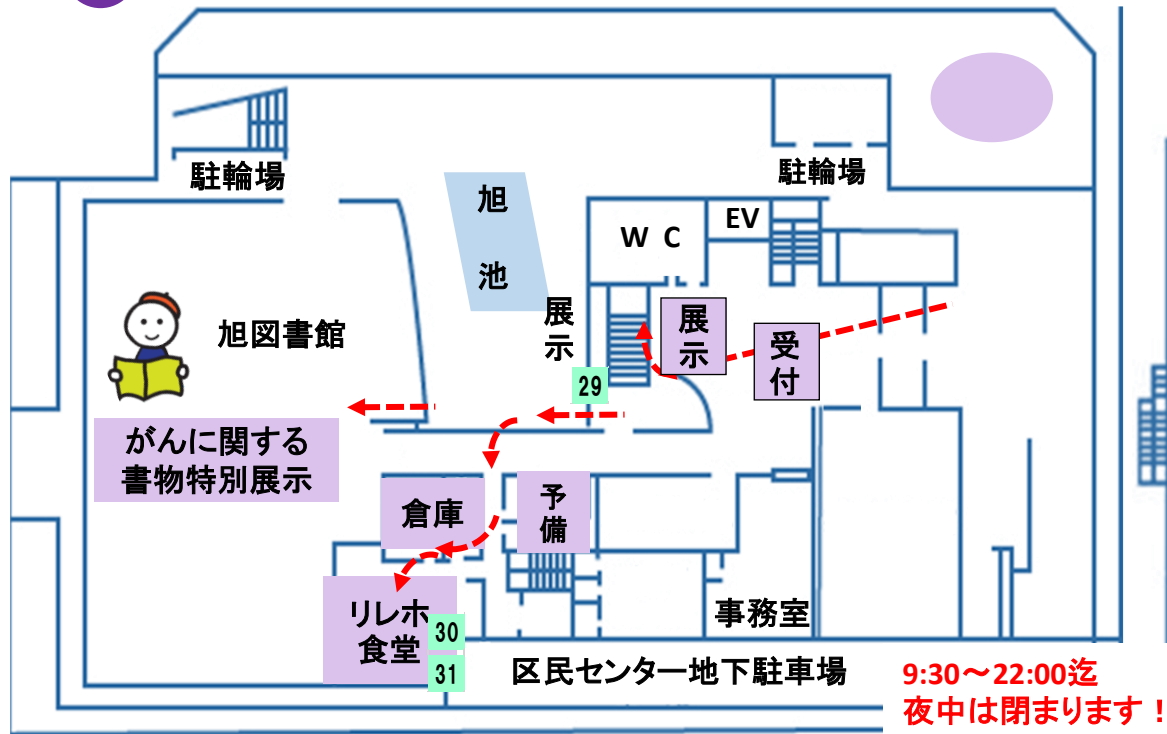 駐輪場
駐輪場
旭
池
W C
EV
展
示
展
示
受
付
旭図書館
29
がんに関する
書物特別展示
倉庫
予
備
リレホ
食堂
30
31
事務室
区民センター地下駐車場
9:30～22:00迄
夜中は閉まります！